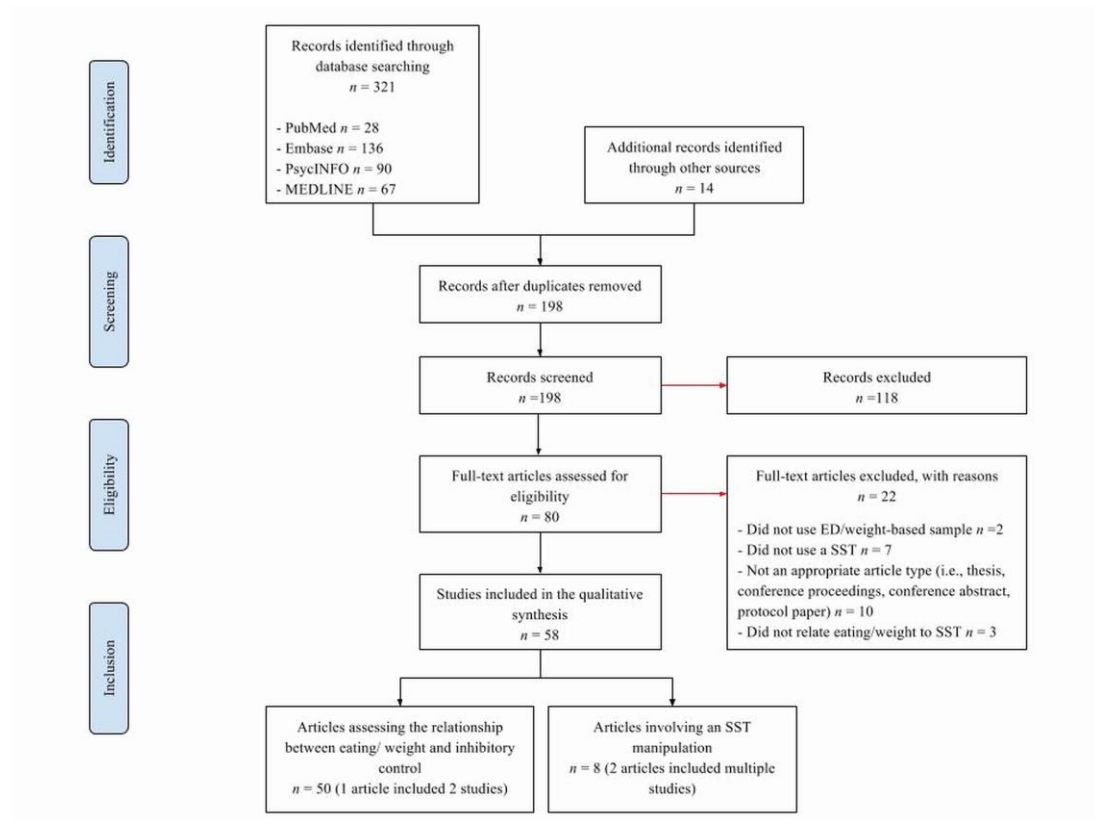 Identification
Records identified through
database searching
n = 321
- PubMed n = 28
- Embase n = 136
- PsycINFO n = 90
- MEDLINE n = 67
Additional records identified
through other sources
n = 14
Screening
Records after duplicates removed
n = 198
Records screened
n =198
Records excluded
n =118
Eligibility
Full-text articles assessed for
eligibility
n = 80
Full-text articles excluded, with reasons
n = 22
- Did not use ED/weight-based sample n =2
- Did not use a SST n = 7
- Not an appropriate article type (i.e., thesis,
conference proceedings, conference abstract,
protocol paper) n = 10
- Did not relate eating/weight to SST n = 3
Inclusion
Studies included in the qualitative
synthesis
n = 58
Articles assessing the relationship
between eating/ weight and inhibitory
control
n = 50 (1 article included 2 studies)
Articles involving an SST
manipulation
n = 8 (2 articles included multiple
studies)